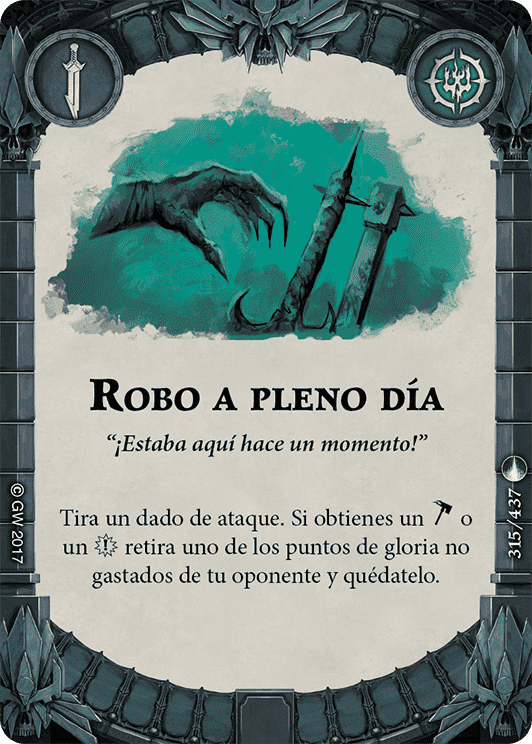 ROBO A PLENO DÍA
“¡Estaba aquí hace un momento!”
Tira un dado de ataque. Si obtienes un o
un retira uno de los puntos de gloria no
gastados de tu oponente y quédatelo.
© GW 2017
315/437